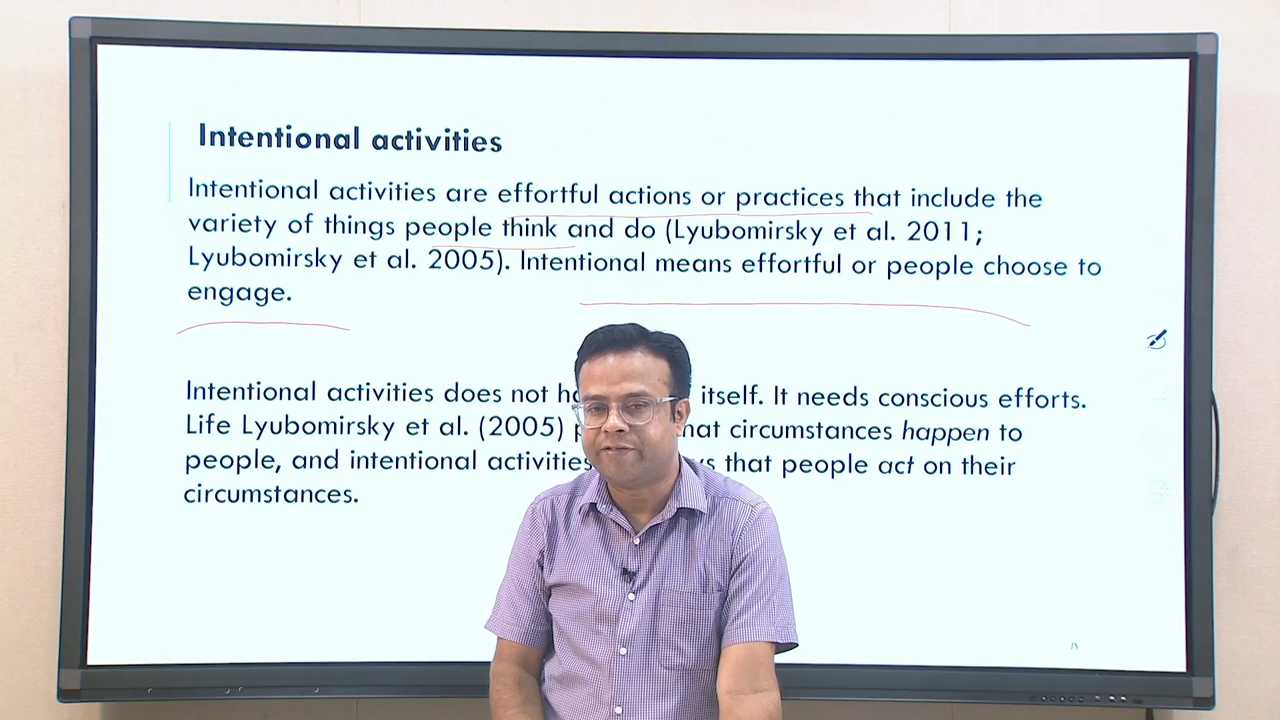 Intentional activities
Intentional activities are effortful actions or practices that include the
variety of things people think and do (Lyubomirsky et al. 2011;
Lyubomirsky et al. 2005). Intentional means effortful or people choose to
engage.
Intentional activities does not itself. It needs conscious efforts.
Life Lyubomirsky et al. (2005) circumstances happen to
people, and intentional activities that people act on their
circumstances.